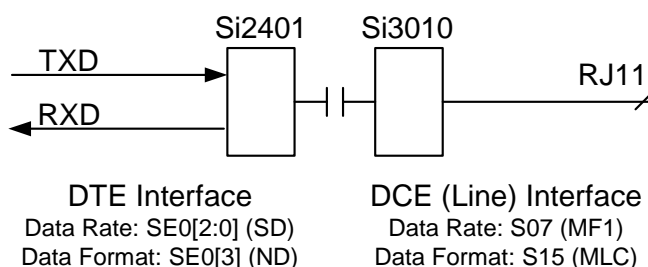 Si2401 Si3010
TXD
RJ11
RXD
DTE Interface
Data Rate: SE0[2:0] (SD)
Data Format: SE0[3] (ND)
DCE (Line) Interface
Data Rate: S07 (MF1)
Data Format: S15 (MLC)